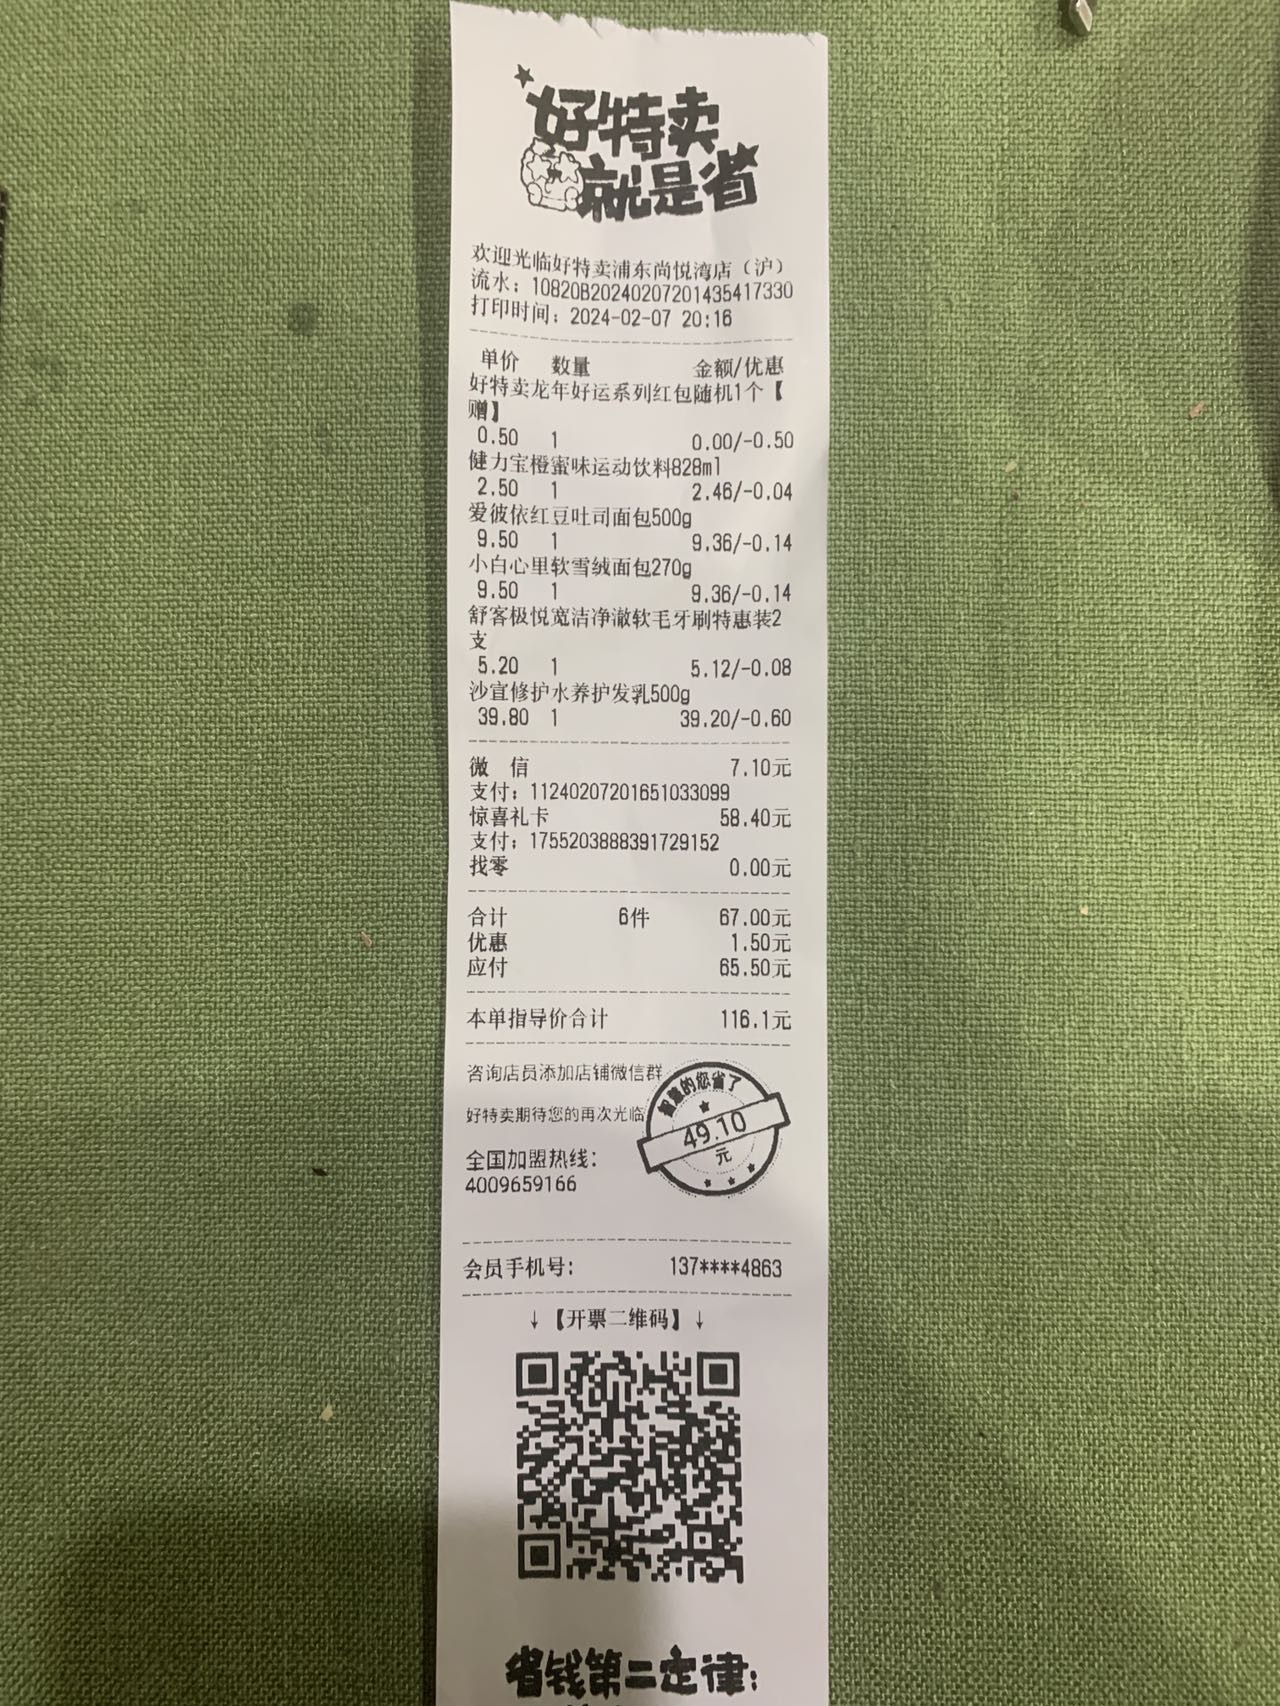 好特卖
就是省
欢迎光临好特卖浦东尚悦湾店（沪）
流水：10820B202402072014354173​30
打印时间：2024-02-07 20:16
单价 数量 金额/优惠
好特卖龙年好运系列红包随机1个【
赠】
0.50 1 0.00/-0.50
健力宝橙蜜味运动饮料828ml
2.50 1 2.46/-0.04
爱彼依红豆吐司面包500g
9.50 1 9.36/-0.14
小白心里软雪绒面包270g
9.50 1 9.36/-0.14
舒客极悦宽洁净澈软毛牙刷特惠装2
支
5.20 1 5.12/-0.08
沙宣修护水养护发乳500g
39.80 1 39.20/-0.60
微 信 7.10元
支付：11240207201651033099
惊喜礼卡 58.40元
支付：1755203888391729152
找零 0.00元
合计 6件 67.00元
优惠 1.50元
应付 65.50元
本单指导价合计 116.1元
咨询店员添加店铺微信群
好特卖期待您的再次光临
智慧的您省了
49.10
元
全国加盟热线：
4009659166
会员手机号： 137****4863
↓【开票二维码】↓
省钱第二定律：